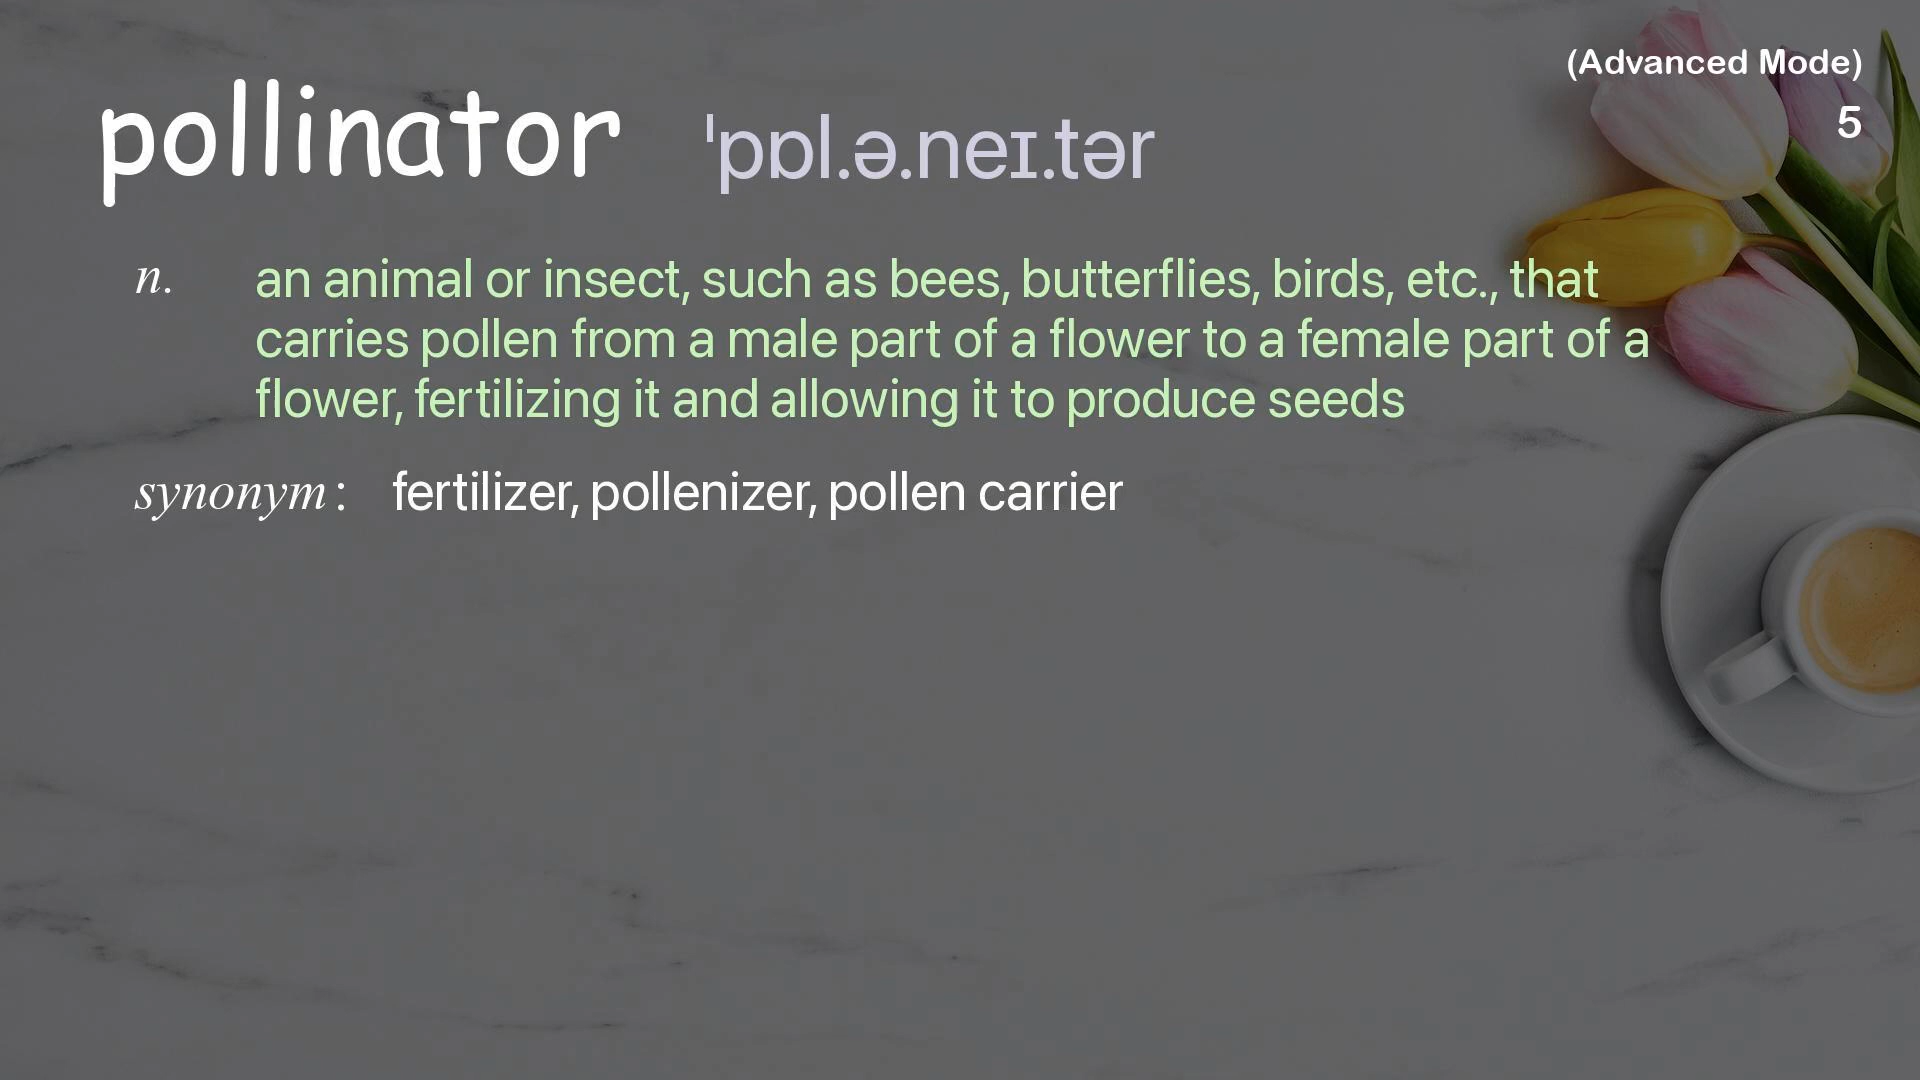 (Advanced Mode)
5
pollinator ˈpɒl.ə.neɪ.tər
n. an animal or insect, such as bees, butterflies, birds, etc., that
carries pollen from a male part of a flower to a female part of a
flower, fertilizing it and allowing it to produce seeds
synonym: fertilizer, pollenizer, pollen carrier